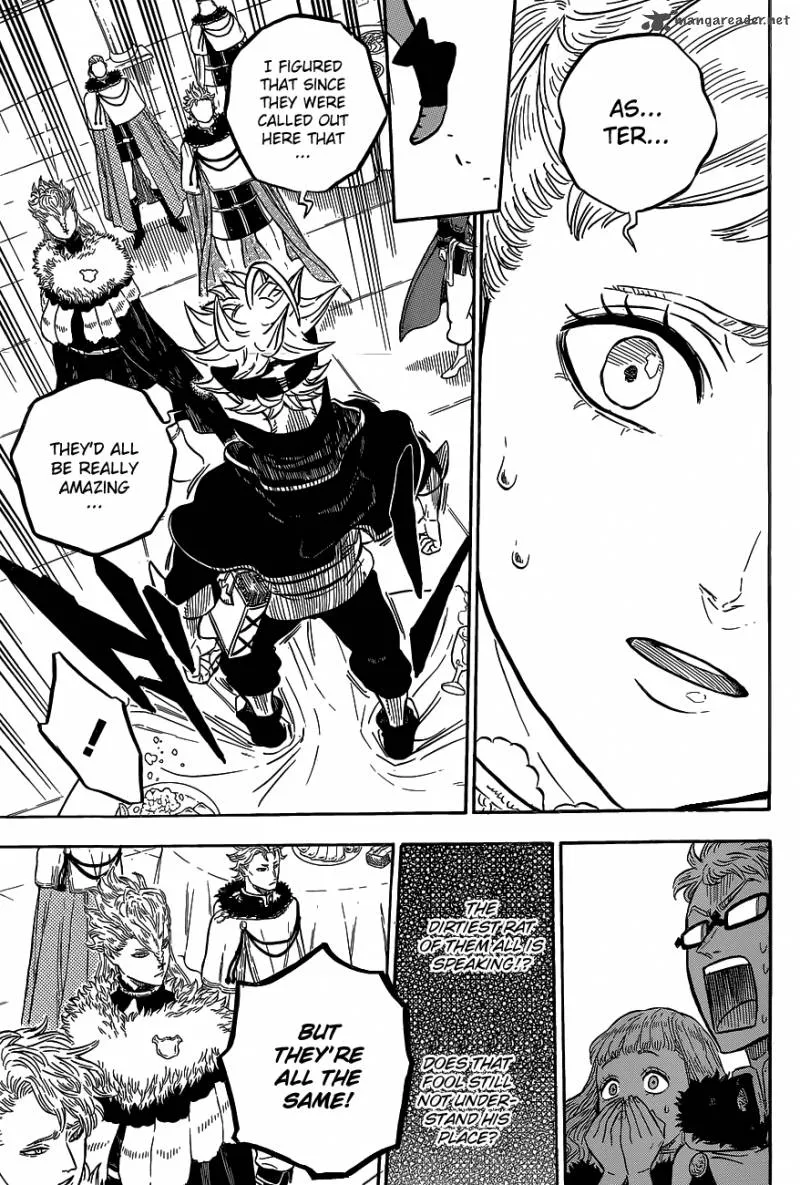 mangareader.net
AS...
TER...
I FIGURED
THAT SINCE
THEY WERE
CALLED OUT
HERE THAT
...
THEY'D ALL
BE REALLY
AMAZING
...
!
THE
DIRTIEST RAT
OF THEM ALL IS
SPEAKING!?
DOES THAT
FOOL STILL
NOT UNDER-
STAND HIS
PLACE?
BUT
THEY'RE
ALL THE
SAME!